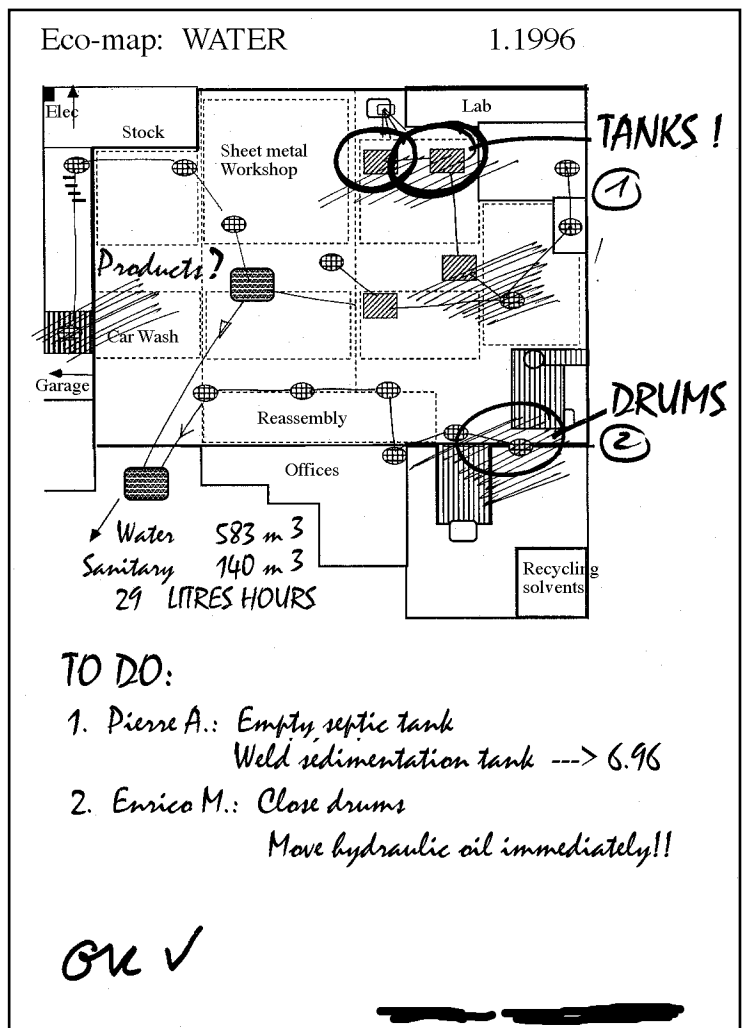 Eco-map: WATER 1.1996
Elec
Stock
Lab
TANKS !
Sheet metal
Workshop
1
Products?
Car Wash
Garage
DRUMS
Reassembly
2
Offices
Water 583 m 3
Sanitary 140 m 3
29 LITRES HOURS
Recycling
solvents
TO DO:
1. Pierre A.: Empty septic tank
Weld sedimentation tank ---> 6.96
2. Enrico M.: Close drums
Move hydraulic oil immediately!!
OK ✓